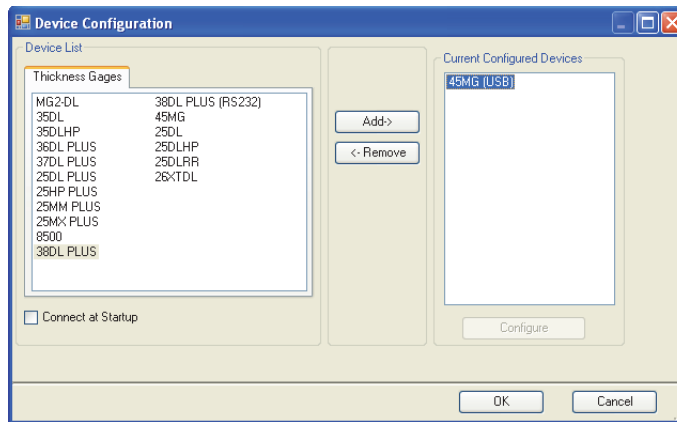 Device Configuration
Device List
Thickness Gages
MG2-DL
35DL
35DLHP
36DL PLUS
37DL PLUS
25DL PLUS
25HP PLUS
25MM PLUS
25MX PLUS
8500
38DL PLUS
38DL PLUS (RS232)
45MG
25DL
25DLHP
25DLRR
26XTDL
Connect at Startup
Add->
<- Remove
Current Configured Devices
45MG (USB)
Configure
OK
Cancel